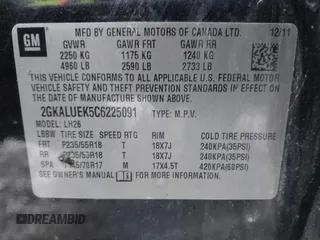 GM
MFD BY GENERAL MOTORS OF CANADA LTD. 12/11
GVWR GAWR FRT GAWR RR
2250 KG 1175 KG 1240 KG
4960 LB 2590 LB 2733 LB
THIS VEHICLE CONFORMS TO ALL APPLICABLE U.S. FEDERAL
MOTOR VEHICLE SAFETY, BUMPER, AND THEFT PREVENTION
STANDARDS IN EFFECT ON THE DATE OF MANUFACTURE SHOWN ABOVE.
2GKALUEK5C6225091 TYPE: M.P.V.
MODEL: LH26
LBBW TIRE SIZE SPEED RTG RIM COLD TIRE PRESSURE
FRT P235/55R18 T 18X7J 240KPA(35PSI)
RR P235/55R18 T 18X7J 240KPA(35PSI)
70R17 M 17X4.5T 420KPA(60PSI)
SEE OWNER'S MANUAL FOR MORE INFORMATION.
© DYEAUTOBID